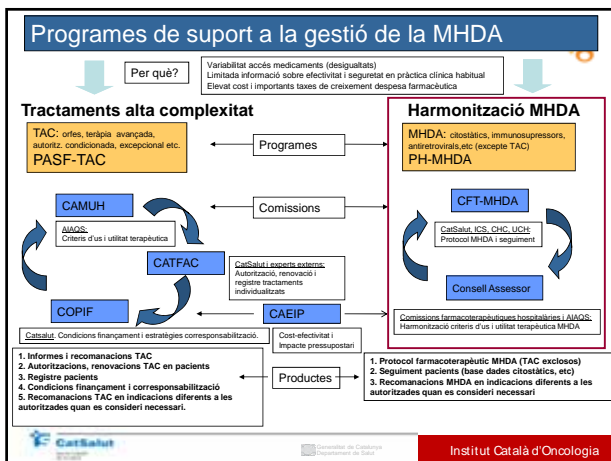 Programes de suport a la gestió de la MHDA
Per què?
Variabilitat accés medicaments (desigualtats)
Limitada informació sobre efectivitat i seguretat en pràctica clínica habitual
Elevat cost i importants taxes de creixement despesa farmacèutica
Tractaments alta complexitat
Harmonització MHDA
TAC: orfes, teràpia avançada,
autoritz. condicionada, excepcional etc.
PASF-TAC
Programes
MHDA: citostàtics, immunosupressors,
antiretrovirals,etc (excepte TAC)
PH-MHDA
CAMUH
Comissions
CFT-MHDA
AIAQS:
Criteris d'us i utilitat terapèutica
CatSalut, ICS, CHC, UCH:
Protocol MHDA i seguiment
CATFAC
CatSalut i experts externs:
Autorització, renovació i
registre tractaments
individualitzats
Consell Assessor
COPIF
CAEIP
Comissions farmacoterapèutiques hospitalàries i AIAQS:
Harmonització criteris d'us i utilitat terapèutica MHDA
Catsalut. Condicions finançament i estratègies corresponsabilització.
Cost-efectivitat i
Impacte pressupostari
1. Informes i recomanacions TAC
2. Autoritzacions, renovacions TAC en pacients
3. Registre pacients
4. Condicions finançament i corresponsabilització
5. Recomanacions TAC en indicacions diferents a les
autoritzades quan es consideri necessari.
Productes
1. Protocol farmacoterapèutic MHDA (TAC exclosos)
2. Seguiment pacients (base dades citostàtics, etc)
3. Recomanacions MHDA en indicacions diferents a les
autoritzades quan es consideri necessari
CatSalut
Generalitat de Catalunya
Departament de Salut
Institut Català d'Oncologia